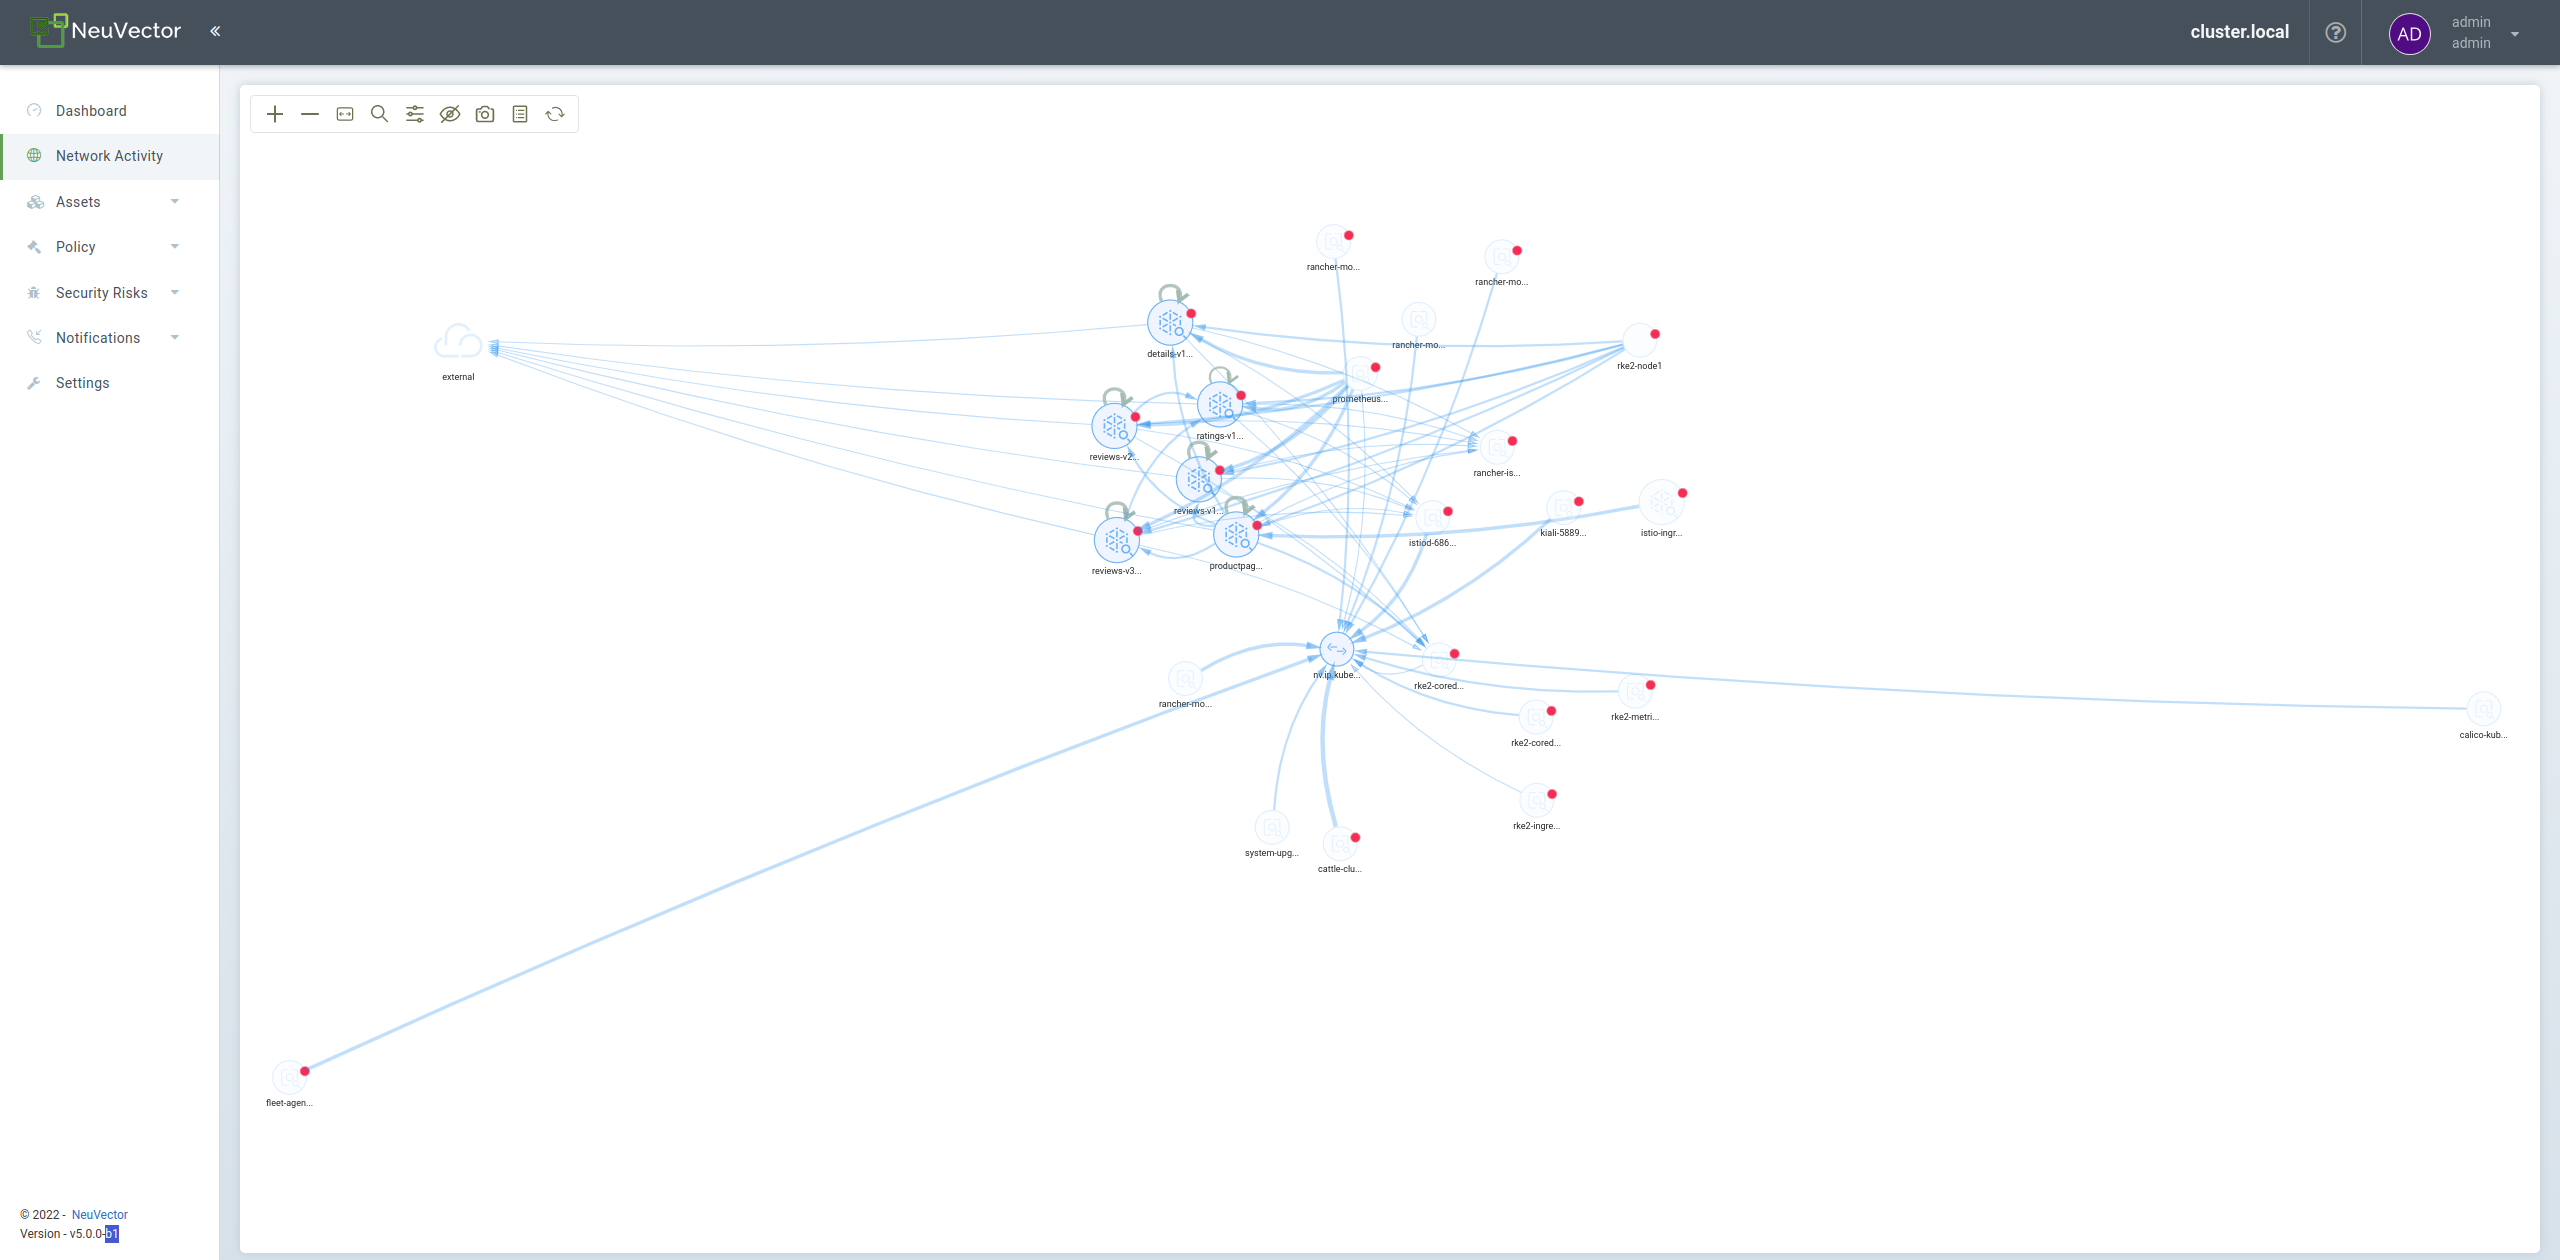 NeuVector
cluster.local
AD
admin
admin
Dashboard
Network Activity
Assets
Policy
Security Risks
Notifications
Settings
rancher-mo...
rancher-mo...
rancher-mo...
details-v1...
external
rke2-node1
prometheus...
ratings-v1...
reviews-v2...
rancher-is...
reviews-v1...
istiod-686...
kiali-5889...
istio-ingr...
reviews-v3...
productpag...
nv.ip.kube...
rke2-cored...
rancher-mo...
rke2-metri...
rke2-cored...
calico-kub...
rke2-ingre...
system-upg...
cattle-clu...
fleet-agen...
© 2022 - NeuVector
Version - v5.0.0-b1